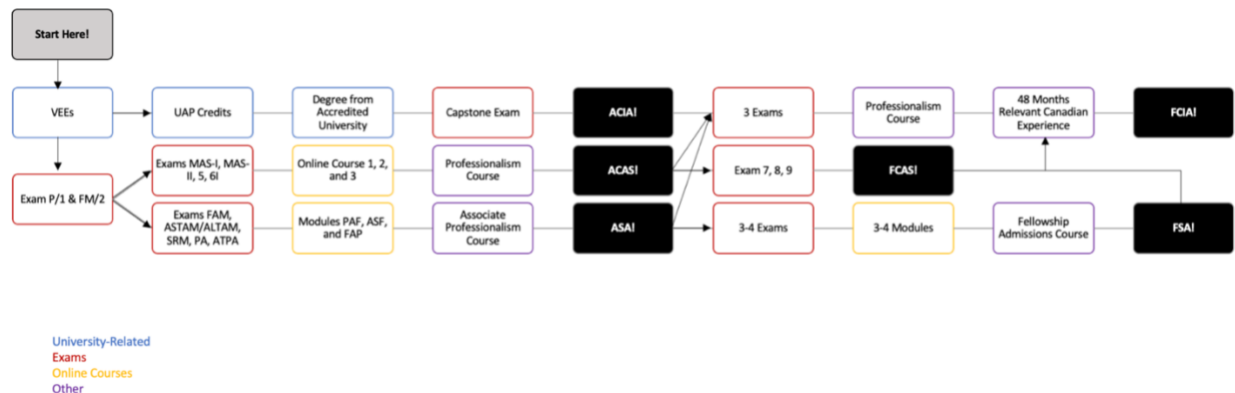 Start Here!
VEEs
UAP Credits
Degree from
Accredited
University
Capstone Exam
ACIA!
3 Exams
Professionalism
Course
48 Months
Relevant Canadian
Experience
FCIA!
Exam P/1 & FM/2
Exams MAS-I, MAS-
II, 5, 6I
Online Course 1, 2,
and 3
Professionalism
Course
ACAS!
Exam 7, 8, 9
FCAS!
Exams FAM,
ASTAM/ALTAM,
SRM, PA, ATPA
Modules PAF, ASF,
and FAP
Associate
Professionalism
Course
ASA!
3-4 Exams
3-4 Modules
Fellowship
Admissions Course
FSA!
University-Related
Exams
Online Courses
Other